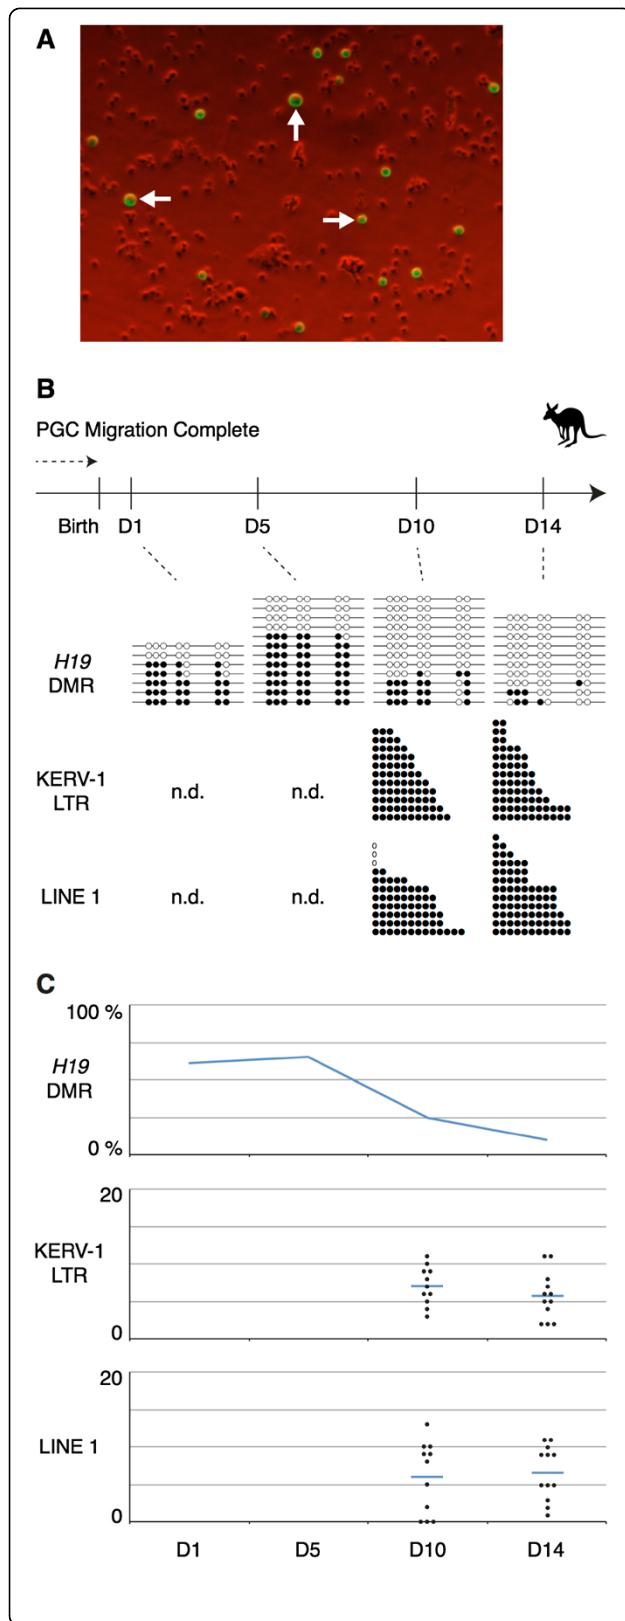 A
B
PGC Migration Complete
Birth D1 D5 D10 D14
H19
DMR
KERV-1
LTR
n.d. n.d.
LINE 1 n.d. n.d.
C
100 %
H19
DMR
0 %
20
KERV-1
LTR
0
20
LINE 1
0
D1 D5 D10 D14